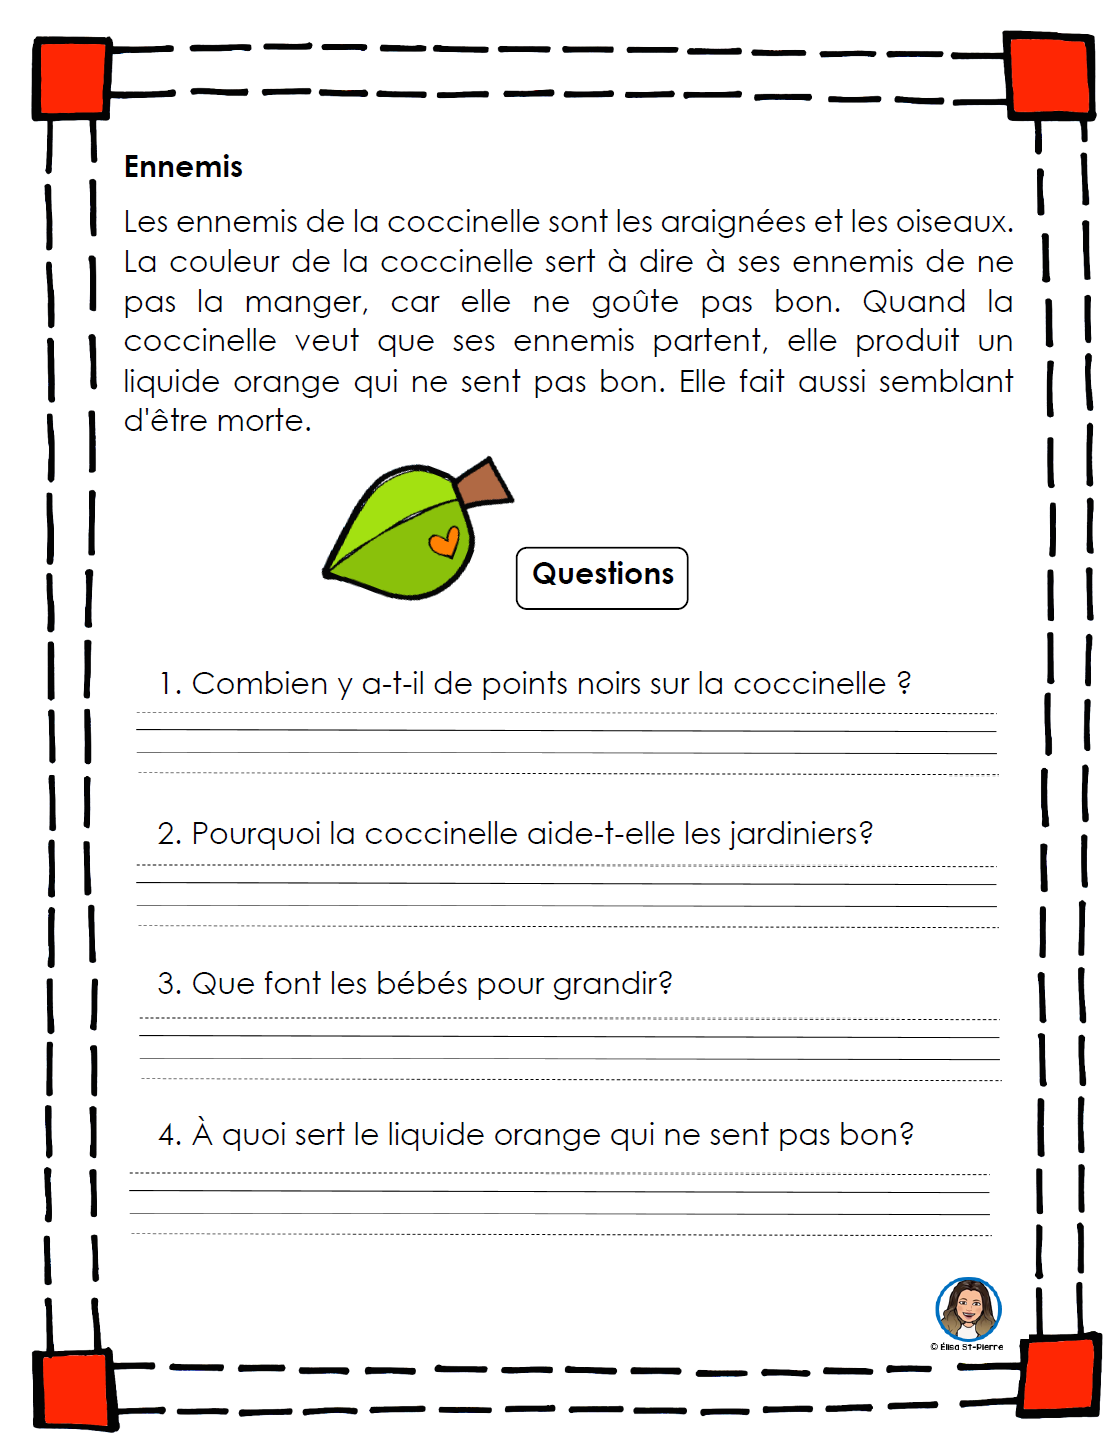 Ennemis
Les ennemis de la coccinelle sont les araignées et les oiseaux.
La couleur de la coccinelle sert à dire à ses ennemis de ne
pas la manger, car elle ne goûte pas bon. Quand la
coccinelle veut que ses ennemis partent, elle produit un
liquide orange qui ne sent pas bon. Elle fait aussi semblant
d'être morte.
Questions
1. Combien y a-t-il de points noirs sur la coccinelle ?
2. Pourquoi la coccinelle aide-t-elle les jardiniers?
3. Que font les bébés pour grandir?
4. À quoi sert le liquide orange qui ne sent pas bon?
© Élisa St-Pierre